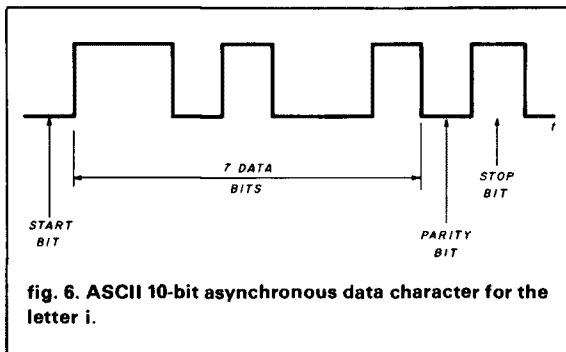 t
7 DATA
BITS
START
BIT
PARITY
BIT
STOP
BIT
fig. 6. ASCII 10-bit asynchronous data character for the
letter i.